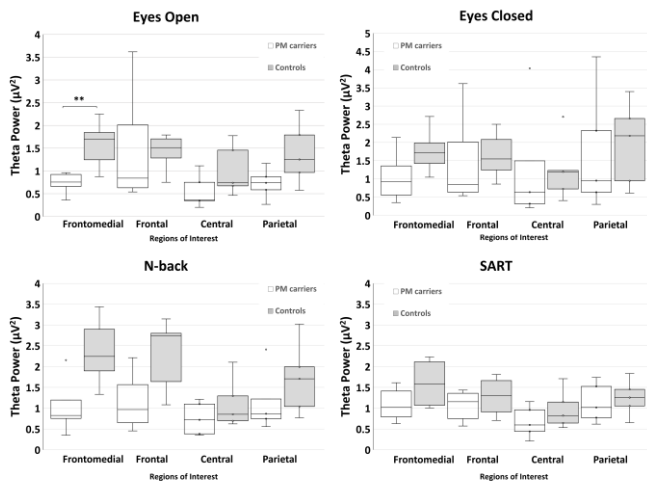 Eyes Open
Theta Power (µV²)
4
3.5
3
2.5
2
1.5
1
0.5
0
**
PM carriers
Controls
Frontomedial Frontal Central Parietal
Regions of Interest
Eyes Closed
Theta Power (µV²)
5
4.5
4
3.5
3
2.5
2
1.5
1
0.5
0
PM carriers
Controls
Frontomedial Frontal Central Parietal
Regions of Interest
N-back
Theta Power (µV²)
4
3.5
3
2.5
2
1.5
1
0.5
0
PM carriers
Controls
Frontomedial Frontal Central Parietal
Regions of Interest
SART
Theta Power (µV²)
4
3.5
3
2.5
2
1.5
1
0.5
0
PM carriers
Controls
Frontomedial Frontal Central Parietal
Regions of Interest